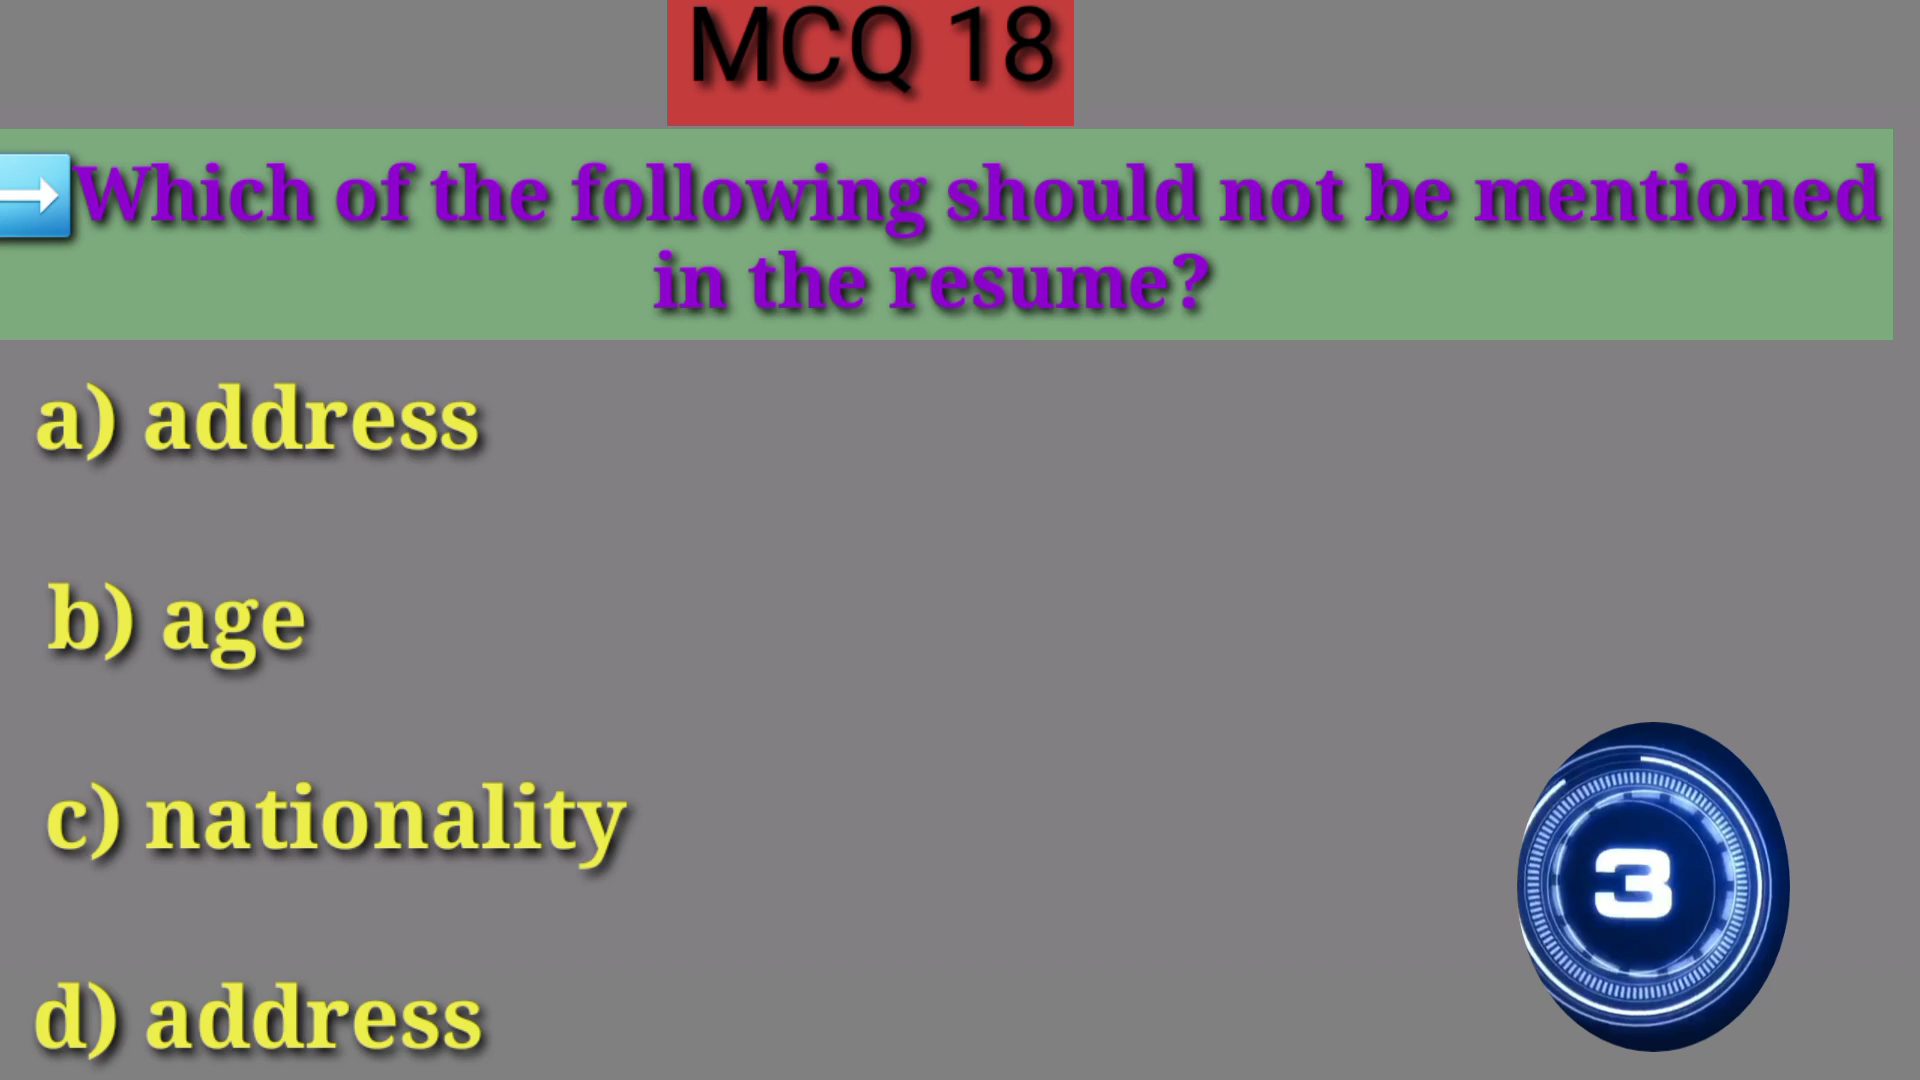 MCQ 18
➡Which of the following should not be mentioned
in the resume?
a) address
b) age
c) nationality
3
d) address